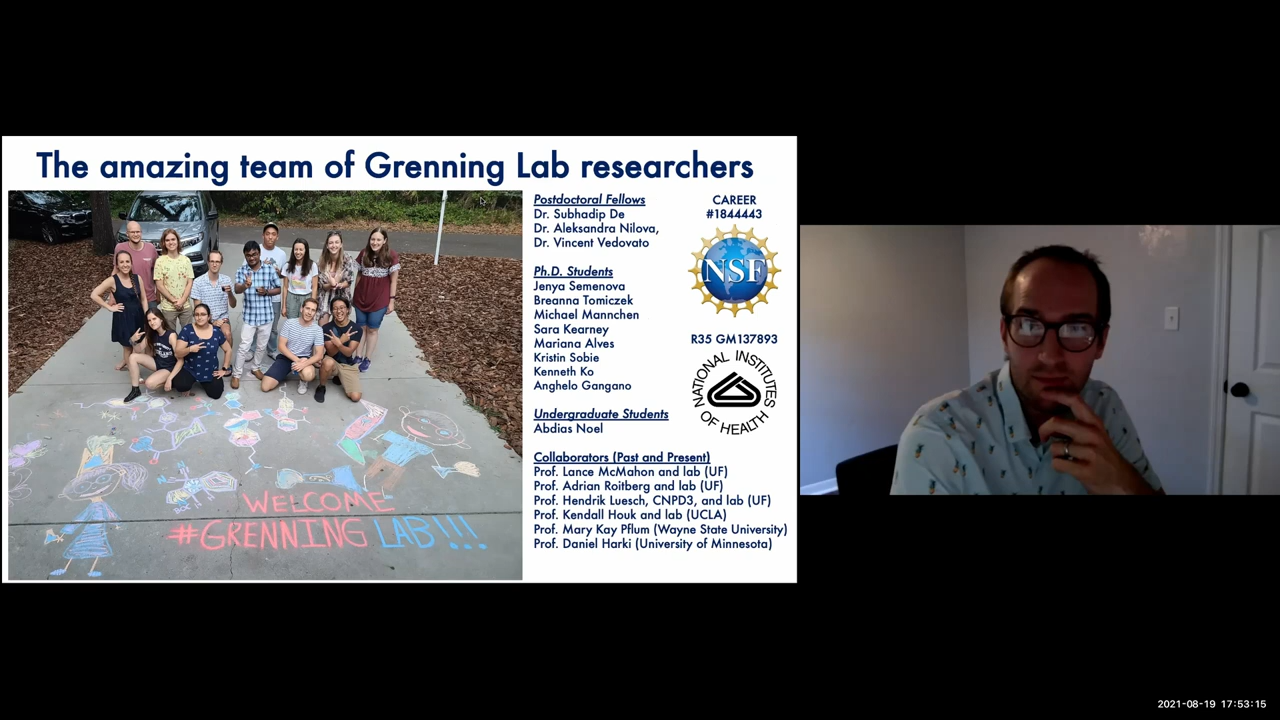 The amazing team of Grenning Lab researchers
WELCOME
#GRENNING LAB!!!
Postdoctoral Fellows
Dr. Subhadip De
Dr. Aleksandra Nilova,
Dr. Vincent Vedovato
Ph.D. Students
Jenya Semenova
Breanna Tomiczek
Michael Mannchen
Sara Kearney
Mariana Alves
Kristin Sobie
Kenneth Ko
Anghelo Gangano
Undergraduate Students
Abdias Noel
Collaborators (Past and Present)
Prof. Lance McMahon and lab (UF)
Prof. Adrian Roitberg and lab (UF)
Prof. Hendrik Luesch, CNPD3, and lab (UF)
Prof. Kendall Houk and lab (UCLA)
Prof. Mary Kay Pflum (Wayne State University)
Prof. Daniel Harki (University of Minnesota)
CAREER
#1844443
NSF
R35 GM137893
NATIONAL INSTITUTES
OF HEALTH
2021-08-19 17:53:15